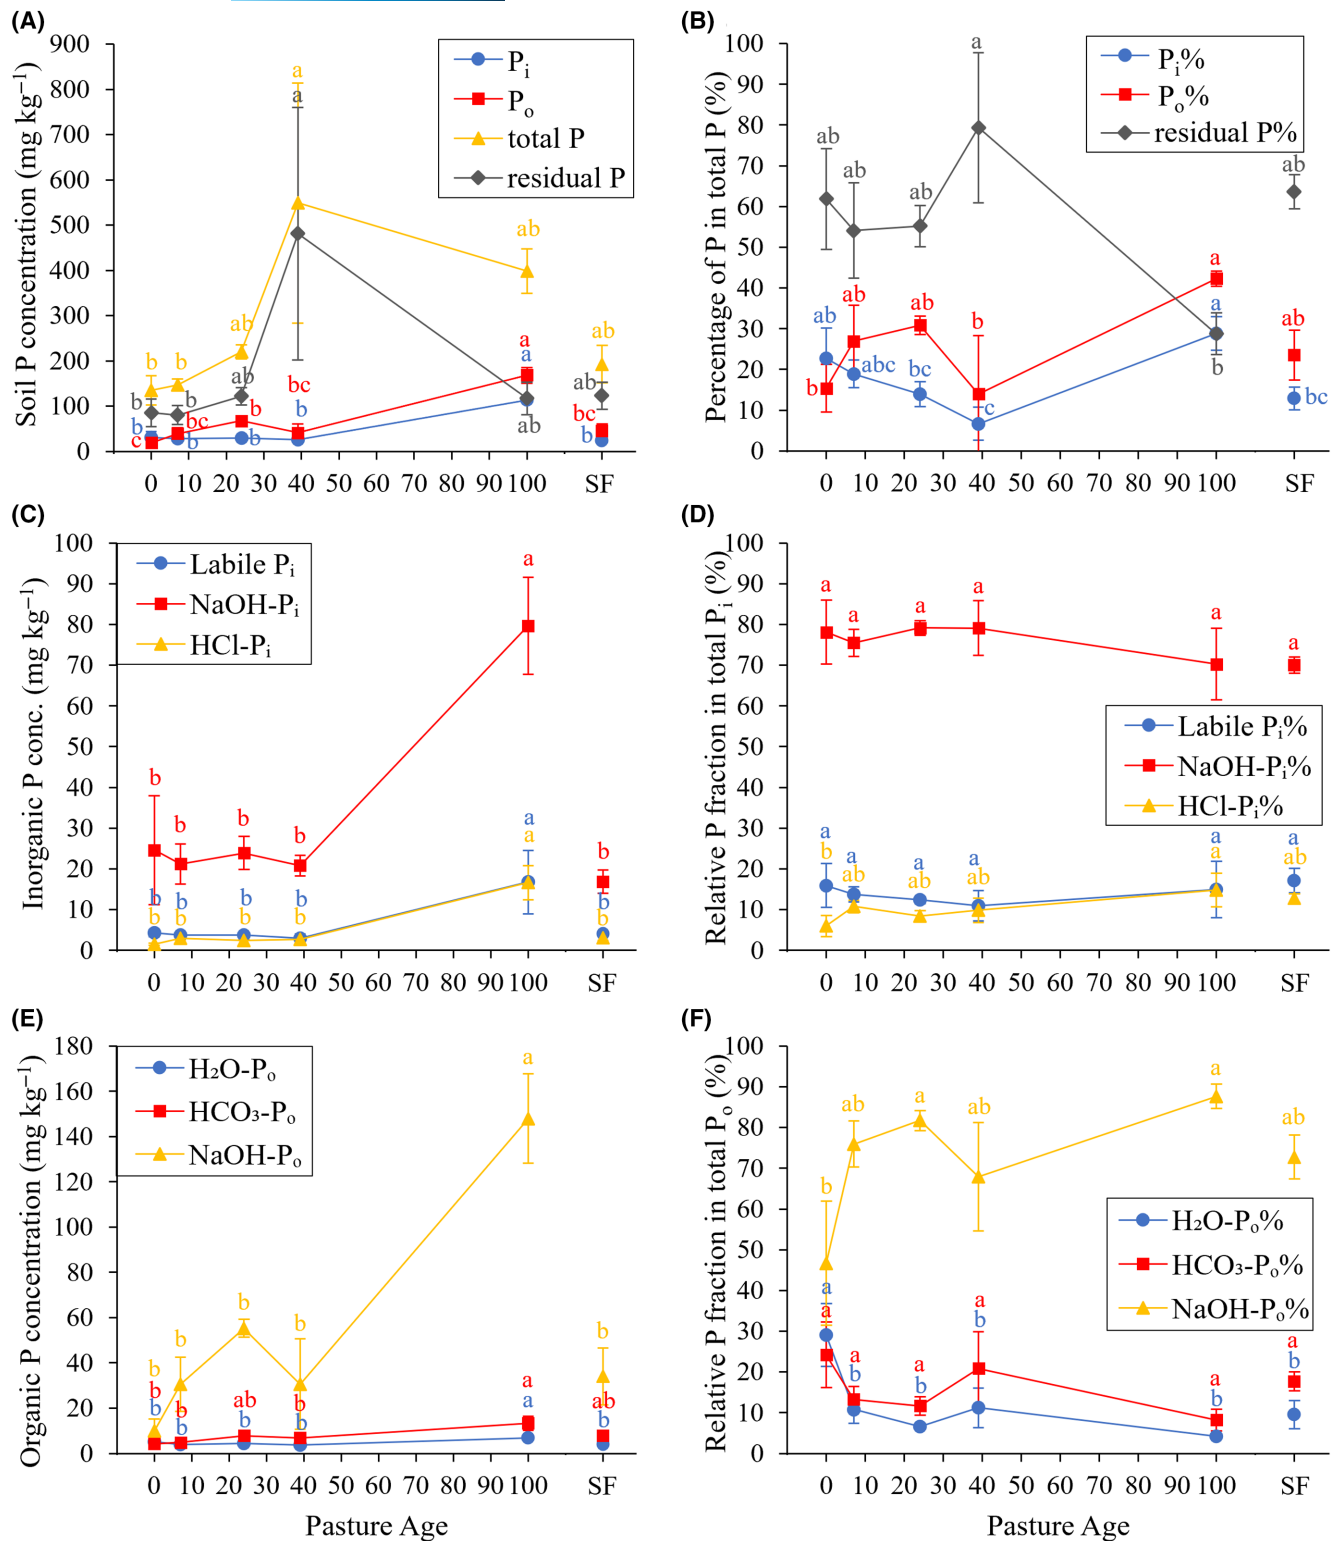 (A)
900
800
700
600
500
400
300
200
100
0
Soil P concentration (mg kg⁻¹)
Pᵢ
Pₒ
total P
residual P
a
a
ab
a
a
ab
b
b
ab
ab
bc
b
ab
ab
bc
b
b
b
b
c
bc
b
b
b
0 10 20 30 40 50 60 70 80 90 100 SF
(B)
100
90
80
70
60
50
40
30
20
10
0
Percentage of P in total P (%)
Pᵢ%
Pₒ%
residual P%
a
ab
ab
ab
ab
b
ab
ab
ab
b
a
ab
b
ab
abc
bc
c
a
bc
0 10 20 30 40 50 60 70 80 90 100 SF
(C)
100
90
80
70
60
50
40
30
20
10
0
Inorganic P conc. (mg kg⁻¹)
Labile Pᵢ
NaOH-Pᵢ
HCl-Pᵢ
a
b
b
b
b
b
a
a
b
b
b
b
b
b
b
b
b
b
0 10 20 30 40 50 60 70 80 90 100 SF
(D)
100
90
80
70
60
50
40
30
20
10
0
Relative P fraction in total Pᵢ (%)
a
a
a
a
a
a
Labile Pᵢ%
NaOH-Pᵢ%
HCl-Pᵢ%
a
a
a
a
a
a
b
ab
ab
ab
a
ab
0 10 20 30 40 50 60 70 80 90 100 SF
(E)
180
160
140
120
100
80
60
40
20
0
Organic P concentration (mg kg⁻¹)
H₂O-Pₒ
HCO₃-Pₒ
NaOH-Pₒ
a
b
b
b
b
b
b
b
ab
b
a
ab
b
b
b
b
a
b
0 10 20 30 40 50 60 70 80 90 100 SF
Pasture Age
(F)
100
90
80
70
60
50
40
30
20
10
0
Relative P fraction in total Pₒ (%)
b
ab
a
ab
a
ab
H₂O-Pₒ%
HCO₃-Pₒ%
NaOH-Pₒ%
a
a
a
b
a
b
a
b
a
b
a
b
0 10 20 30 40 50 60 70 80 90 100 SF
Pasture Age